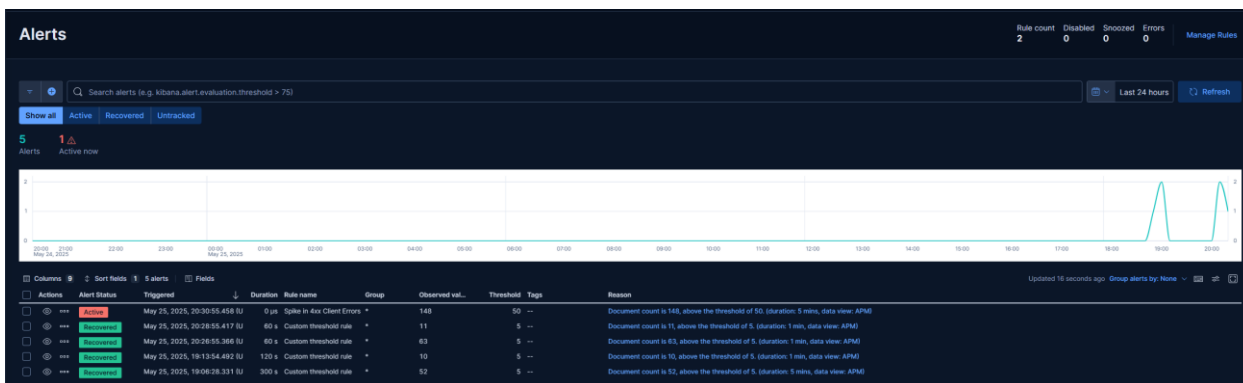 Alerts
Rule count Disabled Snoozed Errors
2 0 0 0
Manage Rules
Search alerts (e.g. kibana.alert.evaluation.threshold > 75)
Last 24 hours
Refresh
Show all Active Recovered Untracked
5 1
Alerts Active now
2 2
1 1
0 0
20:00 21:00 22:00 23:00 00:00 01:00 02:00 03:00 04:00 05:00 06:00 07:00 08:00 09:00 10:00 11:00 12:00 13:00 14:00 15:00 16:00 17:00 18:00 19:00 20:00
May 24, 2025 May 25, 2025
Columns 9 Sort fields 1 5 alerts Fields
Updated 16 seconds ago Group alerts by: None
Actions Alert Status Triggered Duration Rule name Group Observed val... Threshold Tags Reason
Active May 25, 2025, 20:30:55.458 (U 0 μs Spike in 4xx Client Errors * 148 50 -- Document count is 148, above the threshold of 50. (duration: 5 mins, data view: APM)
Recovered May 25, 2025, 20:28:55.417 (U 60 s Custom threshold rule * 11 5 -- Document count is 11, above the threshold of 5. (duration: 1 min, data view: APM)
Recovered May 25, 2025, 20:26:55.366 (U 60 s Custom threshold rule * 63 5 -- Document count is 63, above the threshold of 5. (duration: 1 min, data view: APM)
Recovered May 25, 2025, 19:13:54.492 (U 120 s Custom threshold rule * 10 5 -- Document count is 10, above the threshold of 5. (duration: 1 min, data view: APM)
Recovered May 25, 2025, 19:06:28.331 (U 300 s Custom threshold rule * 52 5 -- Document count is 52, above the threshold of 5. (duration: 5 mins, data view: APM)